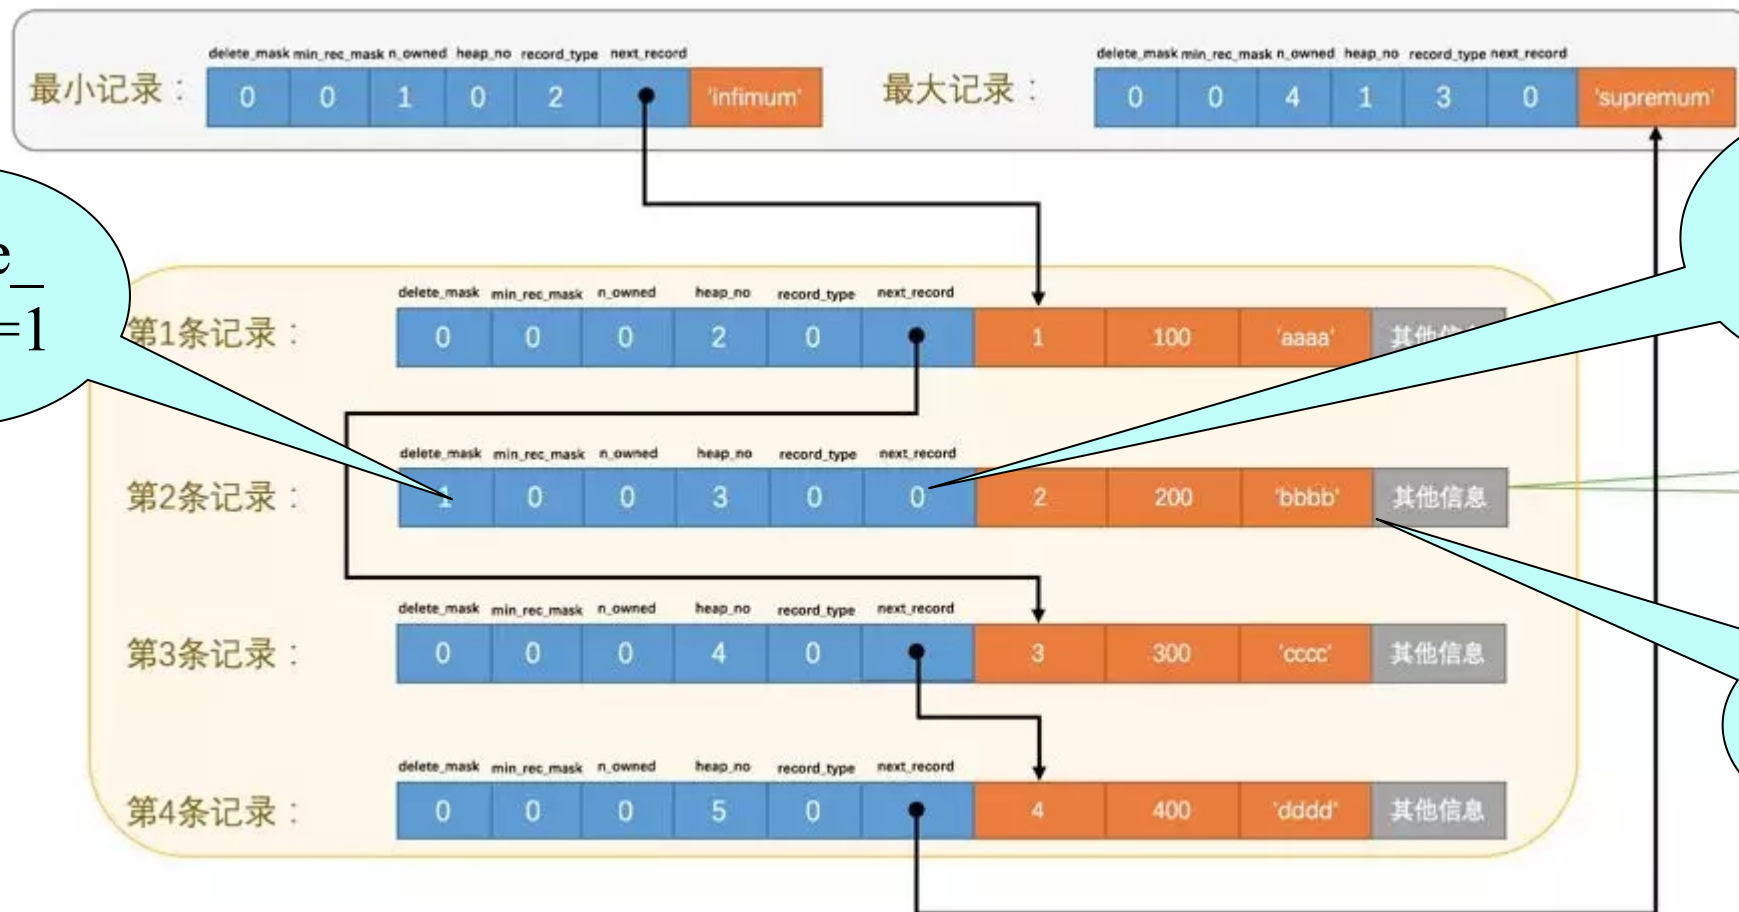 delete_mask min_rec_mask n_owned heap_no record_type next_record
最小记录： 0 0 1 0 2 'infimum'
delete_mask min_rec_mask n_owned heap_no record_type next_record
最大记录： 0 0 4 1 3 0 'supremum'
e_
=1
delete_mask min_rec_mask n_owned heap_no record_type next_record
第1条记录： 0 0 0 2 0 1 100 'aaaa'
delete_mask min_rec_mask n_owned heap_no record_type next_record
第2条记录： 1 0 0 3 0 0 2 200 'bbbb' 其他信息
delete_mask min_rec_mask n_owned heap_no record_type next_record
第3条记录： 0 0 0 4 0 3 300 'cccc' 其他信息
delete_mask min_rec_mask n_owned heap_no record_type next_record
第4条记录： 0 0 0 5 0 4 400 'dddd' 其他信息